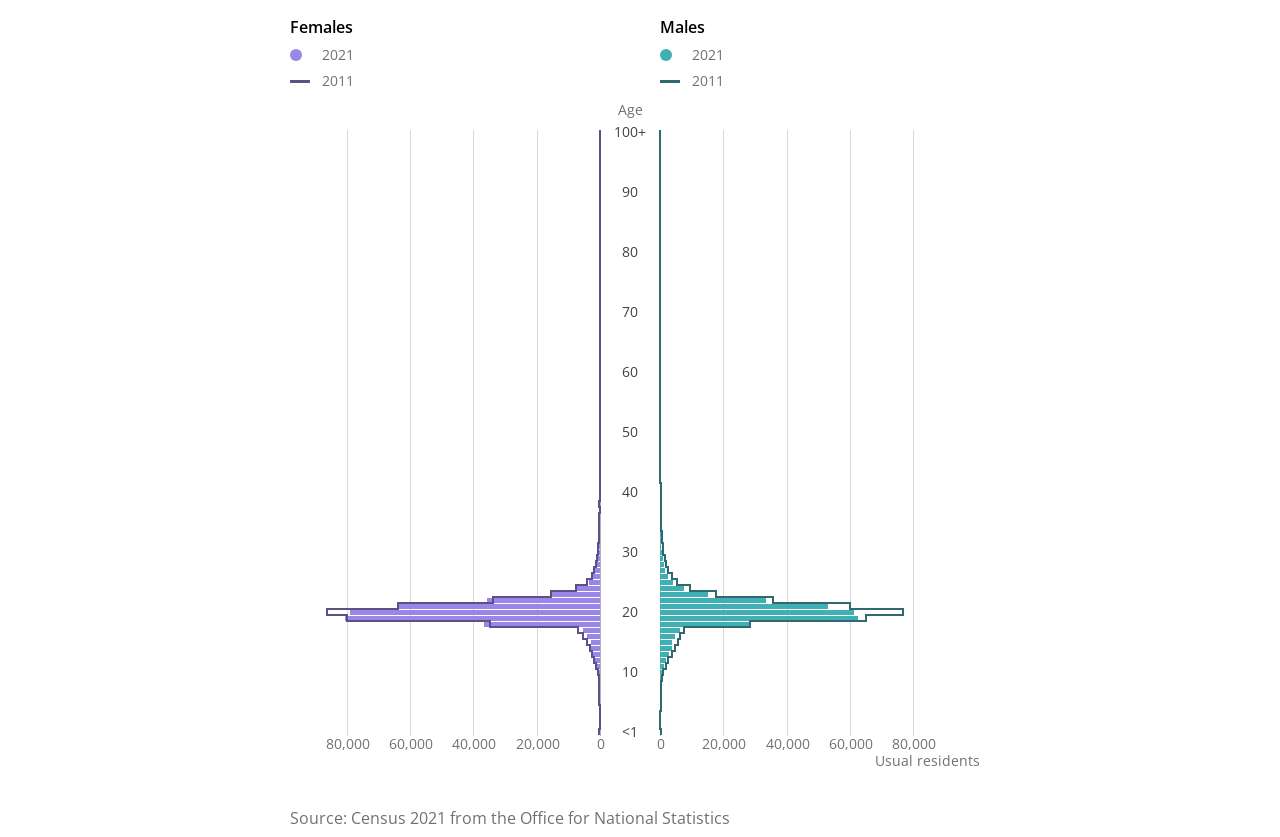 Females
2021
2011
Males
2021
2011
Age
100+
90
80
70
60
50
40
30
20
10
<1
80,000 60,000 40,000 20,000 0 0 20,000 40,000 60,000 80,000
Usual residents
Source: Census 2021 from the Office for National Statistics